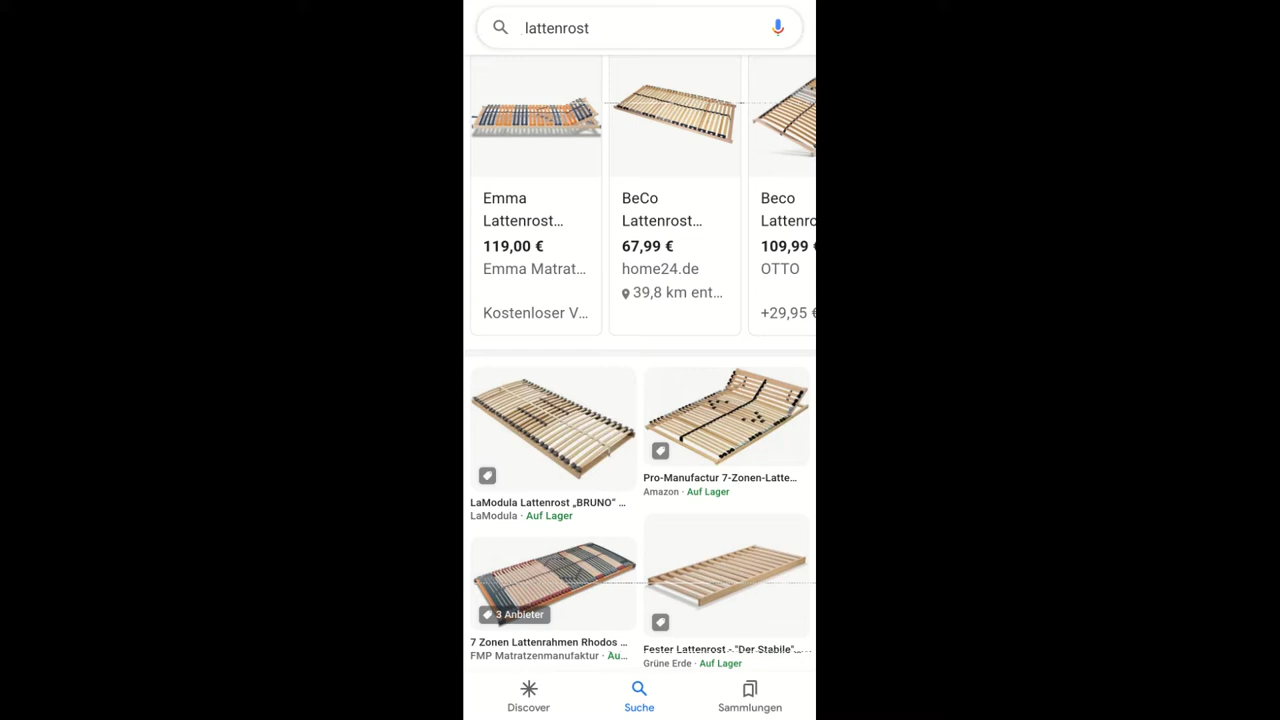 lattenrost
Emma
Lattenrost...
119,00 €
Emma Matrat...
Kostenloser V...
BeCo
Lattenrost...
67,99 €
home24.de
39,8 km ent...
Beco
Lattenro
109,99 €
OTTO
+29,95 €
LaModula Lattenrost „BRUNO“ ...
LaModula · Auf Lager
Pro-Manufactur 7-Zonen-Latte...
Amazon · Auf Lager
3 Anbieter
7 Zonen Lattenrahmen Rhodos ...
FMP Matratzenmanufaktur · Au...
Fester Lattenrost - "Der Stabile"...
Grüne Erde · Auf Lager
Discover
Suche
Sammlungen